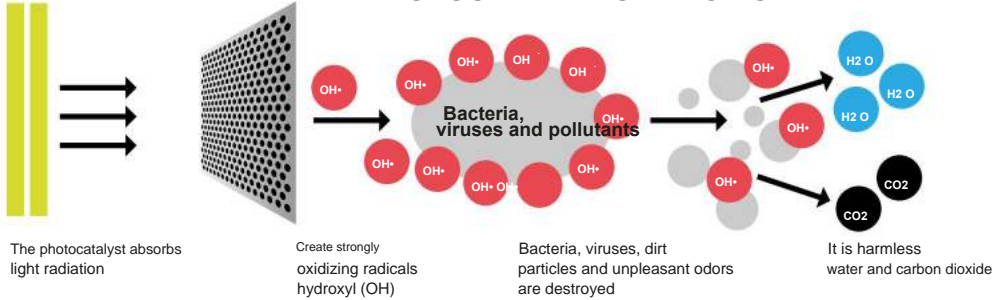 OH•
OH•
OH•
OH
OH
OH•
OH•
OH•
OH• OH•
OH•
Bacteria,
viruses and pollutants
OH•
OH•
OH•
H2 O
H2 O
H2 O
CO2
CO2
The photocatalyst absorbs
light radiation
Create strongly
oxidizing radicals
hydroxyl (OH)
Bacteria, viruses, dirt
particles and unpleasant odors
are destroyed
It is harmless
water and carbon dioxide